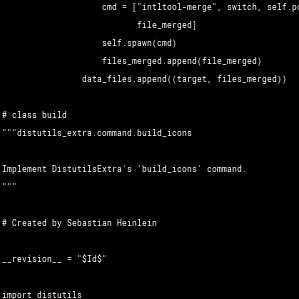 cmd = ["intltool-merge", switch, self.po
file_merged]
self.spawn(cmd)
files_merged.append(file_merged)
data_files.append((target, files_merged))
# class build
"""distutils_extra.command.build_icons
Implement DistutilsExtra's 'build_icons' command.
"""
# Created by Sebastian Heinlein
__revision__ = "$Id$"
import distutils